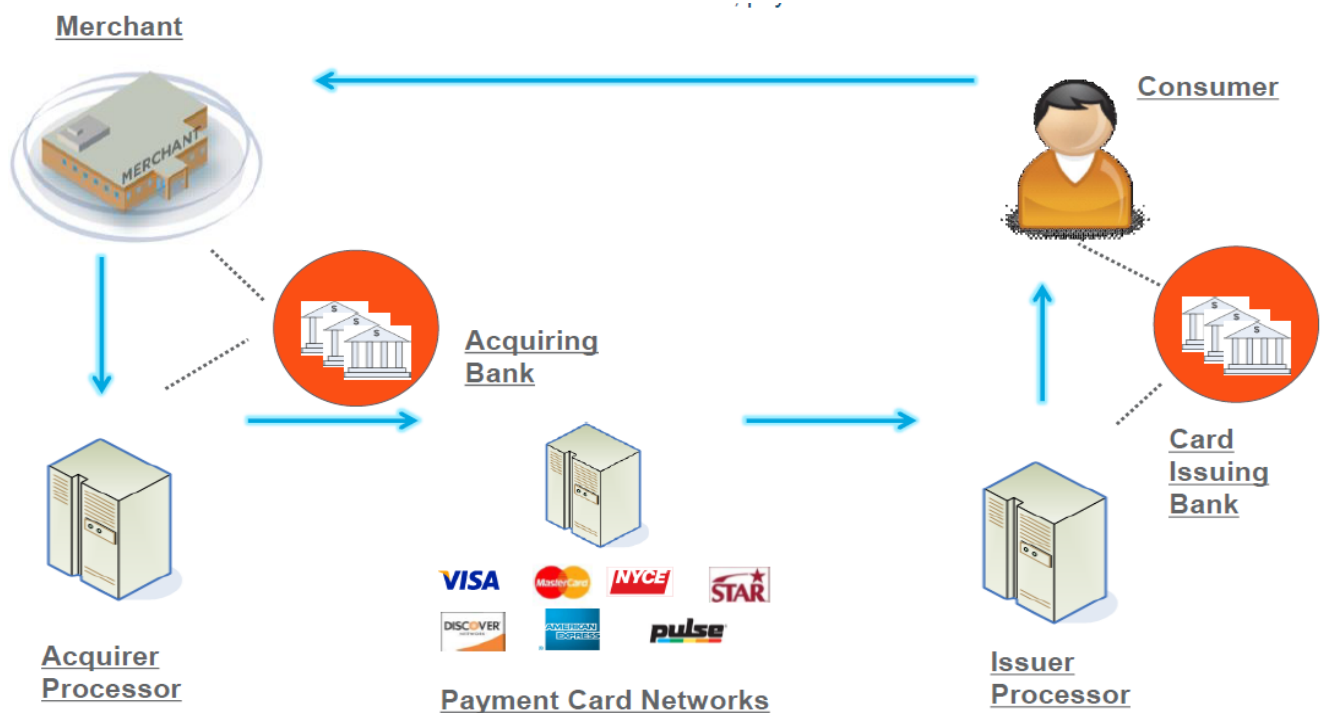 Merchant
Consumer
MERCHANT
S
S
S
S
S
S
Acquiring
Bank
Card
Issuing
Bank
VISA
MasterCard
NYCE
STAR
DISCOVER
NETWORK
AMERICAN
EXPRESS
pulse
Acquirer
Processor
Payment Card Networks
Issuer
Processor